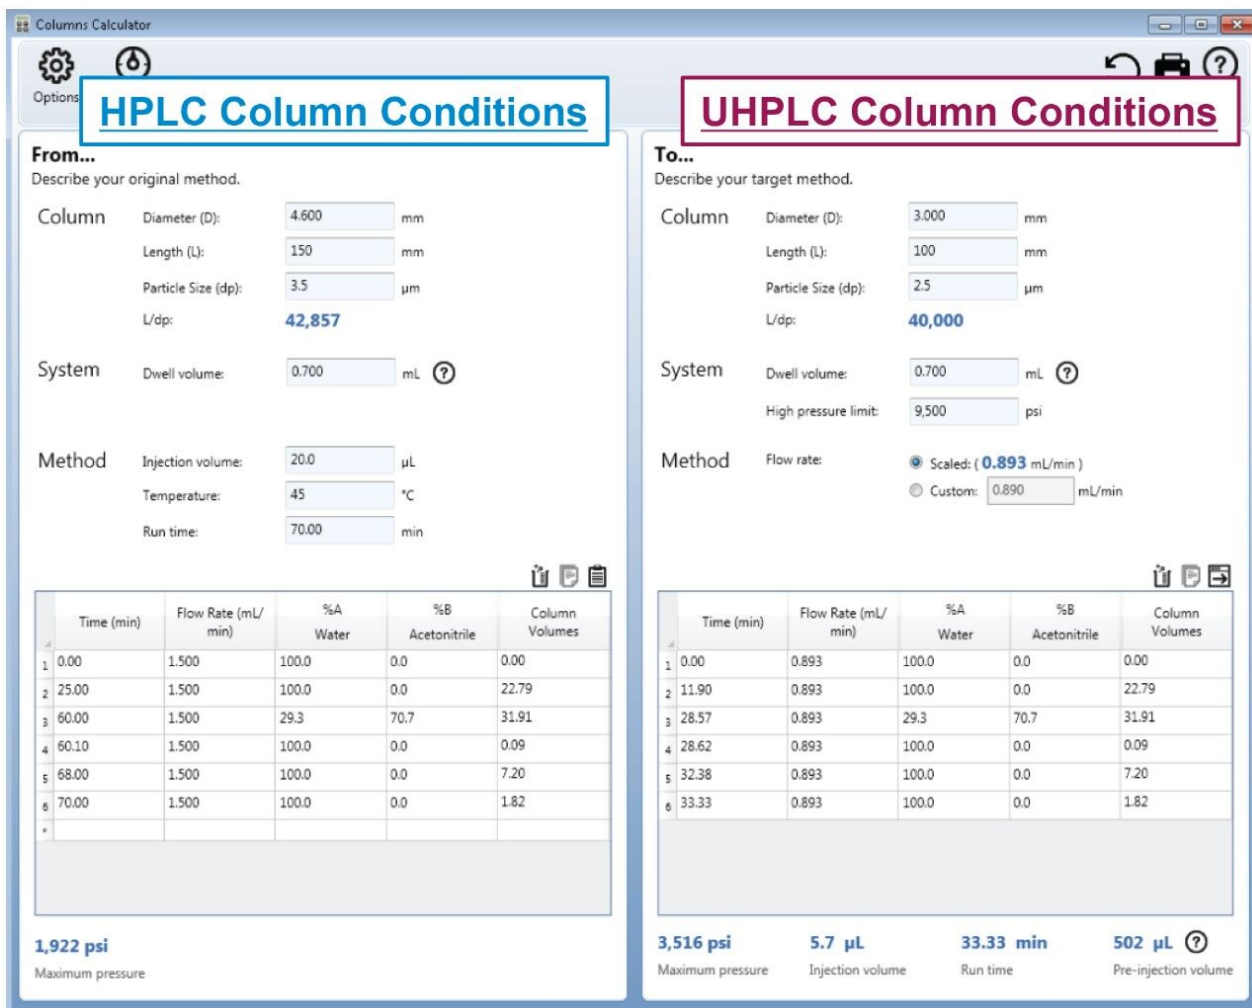 Columns Calculator
Options
HPLC Column Conditions
UHPLC Column Conditions
From...
Describe your original method.
Column
Diameter (D): 4.600 mm
Length (L): 150 mm
Particle Size (dp): 3.5 µm
L/dp: 42,857
System
Dwell volume: 0.700 mL ?
Method
Injection volume: 20.0 µL
Temperature: 45 °C
Run time: 70.00 min
Time (min) Flow Rate (mL/min) %A Water %B Acetonitrile Column Volumes
1 0.00 1.500 100.0 0.0 0.00
2 25.00 1.500 100.0 0.0 22.79
3 60.00 1.500 29.3 70.7 31.91
4 60.10 1.500 100.0 0.0 0.09
5 68.00 1.500 100.0 0.0 7.20
6 70.00 1.500 100.0 0.0 1.82
*
1,922 psi
Maximum pressure
To...
Describe your target method.
Column
Diameter (D): 3.000 mm
Length (L): 100 mm
Particle Size (dp): 2.5 µm
L/dp: 40,000
System
Dwell volume: 0.700 mL ?
High pressure limit: 9,500 psi
Method
Flow rate: Scaled: ( 0.893 mL/min )
Custom: 0.890 mL/min
Time (min) Flow Rate (mL/min) %A Water %B Acetonitrile Column Volumes
1 0.00 0.893 100.0 0.0 0.00
2 11.90 0.893 100.0 0.0 22.79
3 28.57 0.893 29.3 70.7 31.91
4 28.62 0.893 100.0 0.0 0.09
5 32.38 0.893 100.0 0.0 7.20
6 33.33 0.893 100.0 0.0 1.82
3,516 psi 5.7 µL 33.33 min 502 µL ?
Maximum pressure Injection volume Run time Pre-injection volume